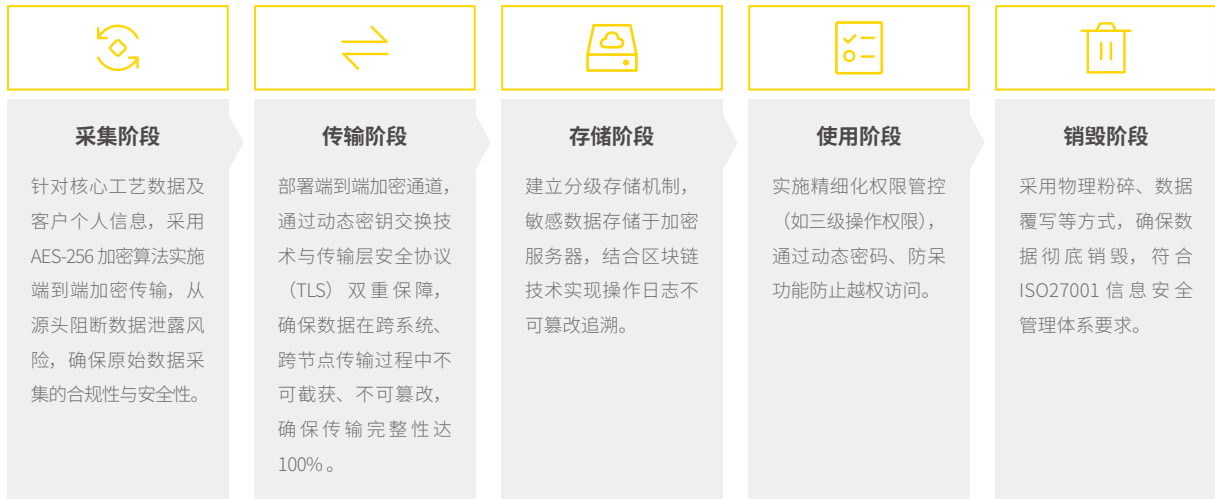 采集阶段
针对核心工艺数据及
客户个人信息，采用
AES-256 加密算法实施
端到端加密传输，从
源头阻断数据泄露风
险，确保原始数据采
集的合规性与安全性。
传输阶段
部署端到端加密通道，
通过动态密钥交换技
术与传输层安全协议
（TLS）双重保障，
确保数据在跨系统、
跨节点传输过程中不
可截获、不可篡改，
确保传输完整性达
100% 。
存储阶段
建立分级存储机制，
敏感数据存储于加密
服务器，结合区块链
技术实现操作日志不
可篡改追溯。
使用阶段
实施精细化权限管控
（如三级操作权限），
通过动态密码、防呆
功能防止越权访问。
销毁阶段
采用物理粉碎、数据
覆写等方式，确保数
据彻底销毁，符合
ISO27001 信息安全
管理体系要求。